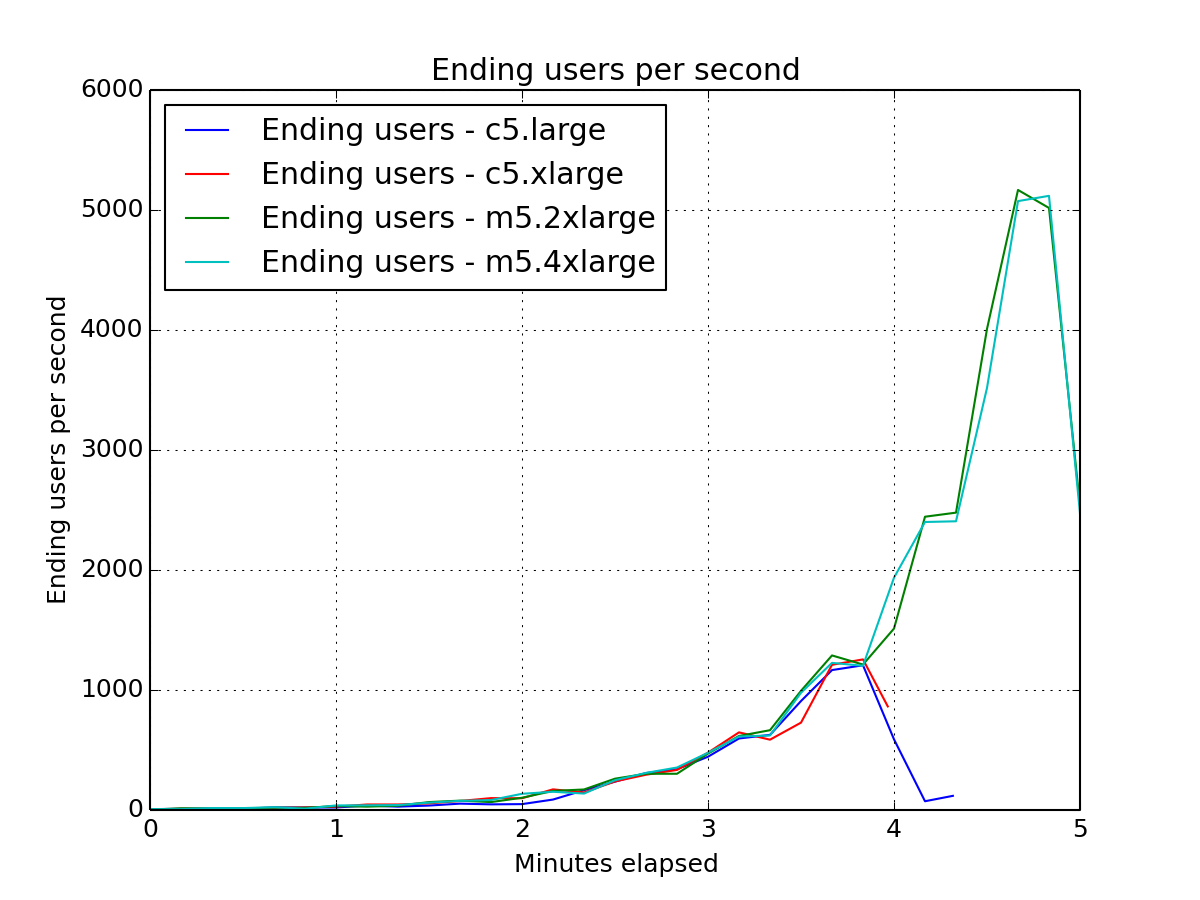 Ending users per second
6000
5000
4000
3000
2000
1000
0
Ending users per second
Ending users - c5.large
Ending users - c5.xlarge
Ending users - m5.2xlarge
Ending users - m5.4xlarge
0 1 2 3 4 5
Minutes elapsed